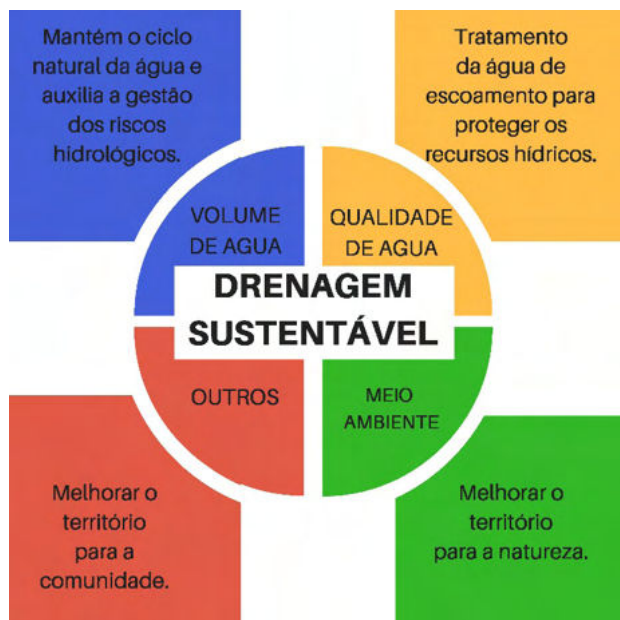 Mantém o ciclo
natural da água e
auxilia a gestão
dos riscos
hidrológicos.
Tratamento
da água de
escoamento para
proteger os
recursos hídricos.
VOLUME
DE AGUA
QUALIDADE
DE AGUA
DRENAGEM
SUSTENTÁVEL
OUTROS
MEIO
AMBIENTE
Melhorar o
território
para a
comunidade.
Melhorar o
território
para a natureza.